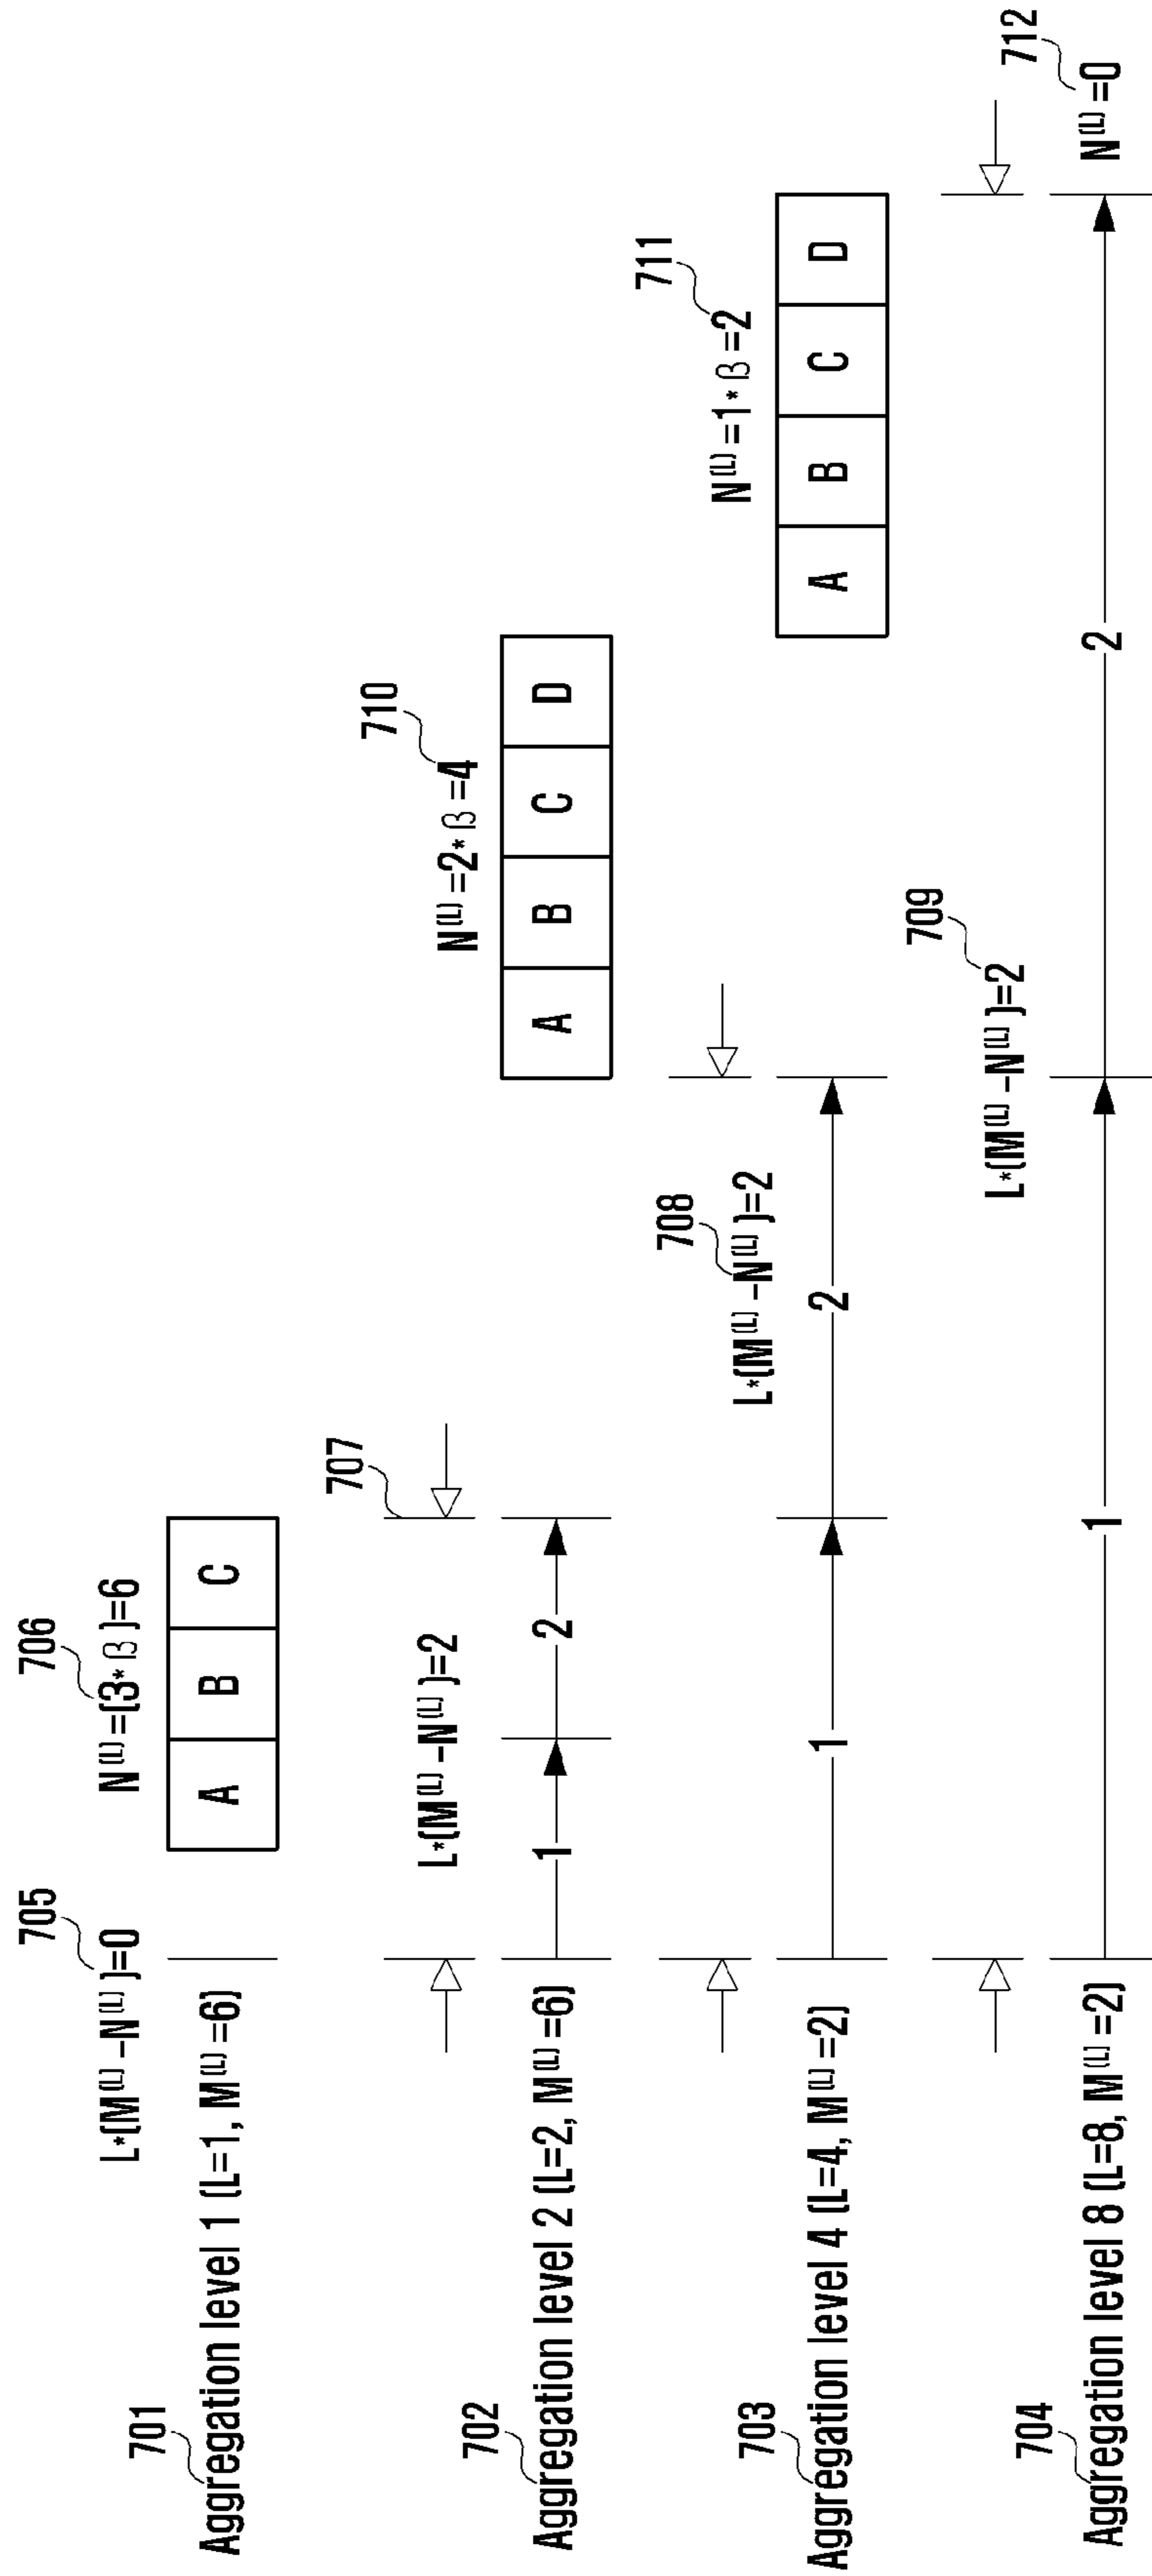 705
L*(M(L) -N(L) )=0
706
N(L) =(3* β )=6
701
Aggregation level 1 (L=1, M(L) =6)
A B C
707
L*(M(L) -N(L) )=2
710
N(L) =2* β =4
702
Aggregation level 2 (L=2, M(L) =6)
1 2
A B C D
708
L*(M(L) -N(L) )=2
711
N(L) =1* β =2
703
Aggregation level 4 (L=4, M(L) =2)
1 2
A B C D
709
L*(M(L) -N(L) )=2
712
N(L) =0
704
Aggregation level 8 (L=8, M(L) =2)
1 2